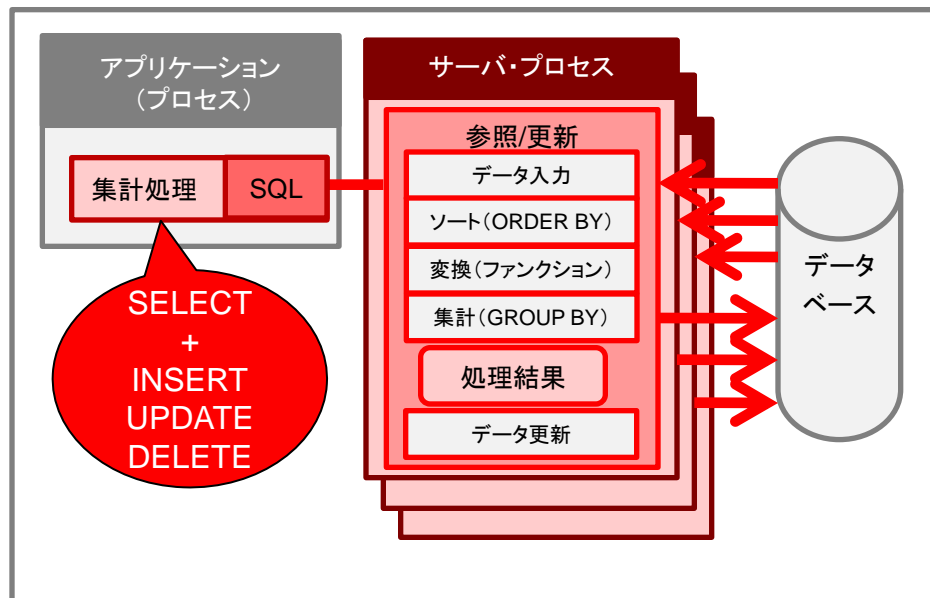 アプリケーション
(プロセス)
集計処理
SQL
SELECT
+
INSERT
UPDATE
DELETE
サーバ・プロセス
参照/更新
データ入力
ソート(ORDER BY)
変換(ファンクション)
集計(GROUP BY)
処理結果
データ更新
データ
ベース